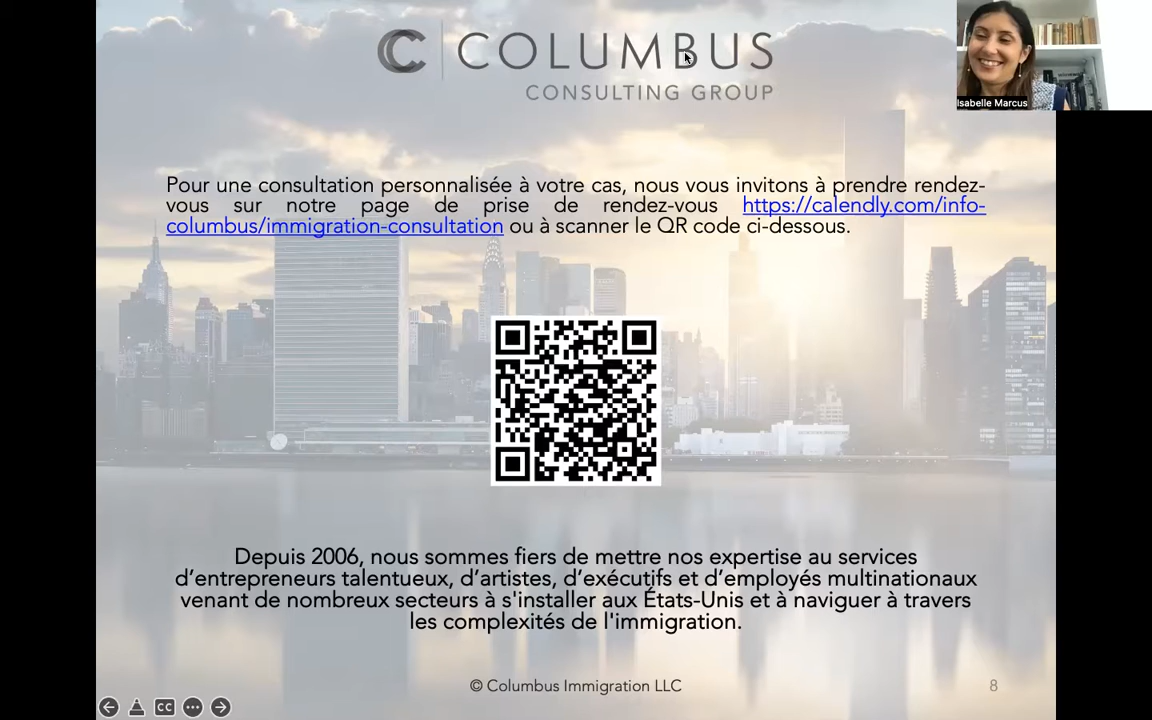 COLUMBUS
CONSULTING GROUP
Isabelle Marcus
Pour une consultation personnalisée à votre cas, nous vous invitons à prendre rendez-
vous sur notre page de prise de rendez-vous https://calendly.com/info-
columbus/immigration-consultation ou à scanner le QR code ci-dessous.
Depuis 2006, nous sommes fiers de mettre nos expertise au services
d’entrepreneurs talentueux, d’artistes, d’exécutifs et d’employés multinationaux
venant de nombreux secteurs à s'installer aux États-Unis et à naviguer à travers
les complexités de l'immigration.
© Columbus Immigration LLC
8
CC